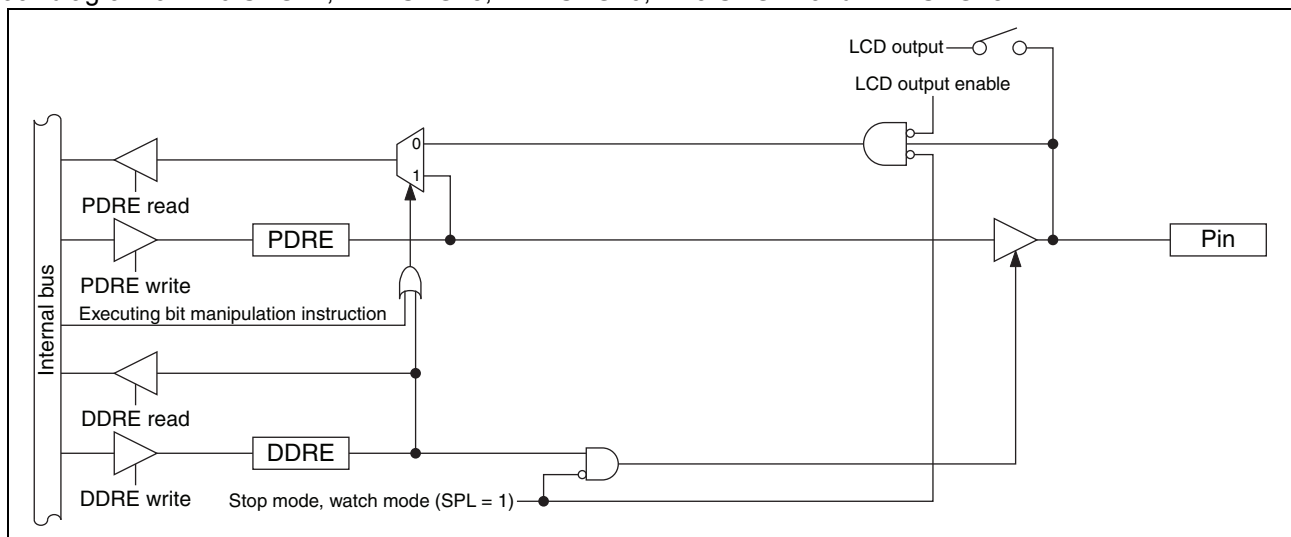 LCD output
LCD output enable
0
1
PDRE read
PDRE
Pin
PDRE write
Internal bus
Executing bit manipulation instruction
DDRE read
DDRE
DDRE write
Stop mode, watch mode (SPL = 1)